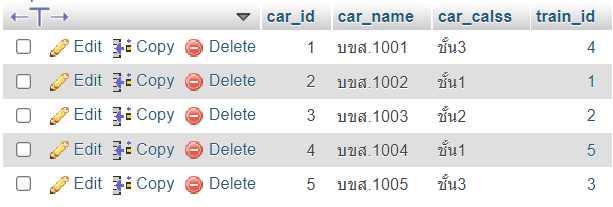 car_id car_name car_calss train_id
Edit Copy Delete 1 บขส.1001 ชั้น3 4
Edit Copy Delete 2 บขส.1002 ชั้น1 1
Edit Copy Delete 3 บขส.1003 ชั้น2 2
Edit Copy Delete 4 บขส.1004 ชั้น1 5
Edit Copy Delete 5 บขส.1005 ชั้น3 3